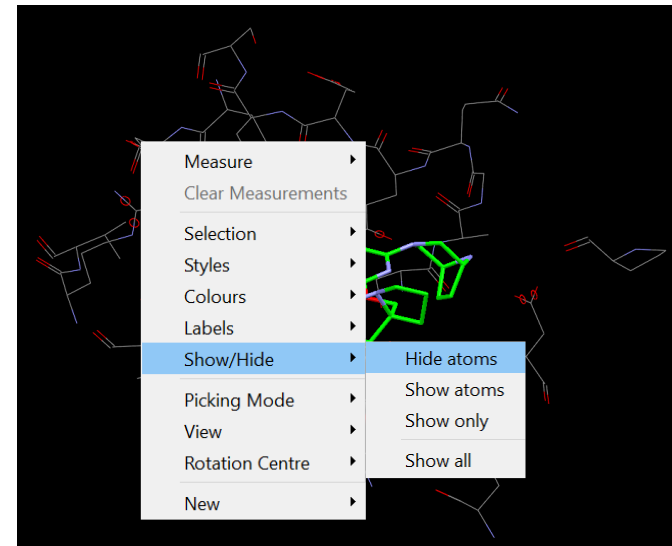 Measure
Clear Measurements
Selection
Styles
Colours
Labels
Show/Hide
Picking Mode
View
Rotation Centre
New
Hide atoms
Show atoms
Show only
Show all